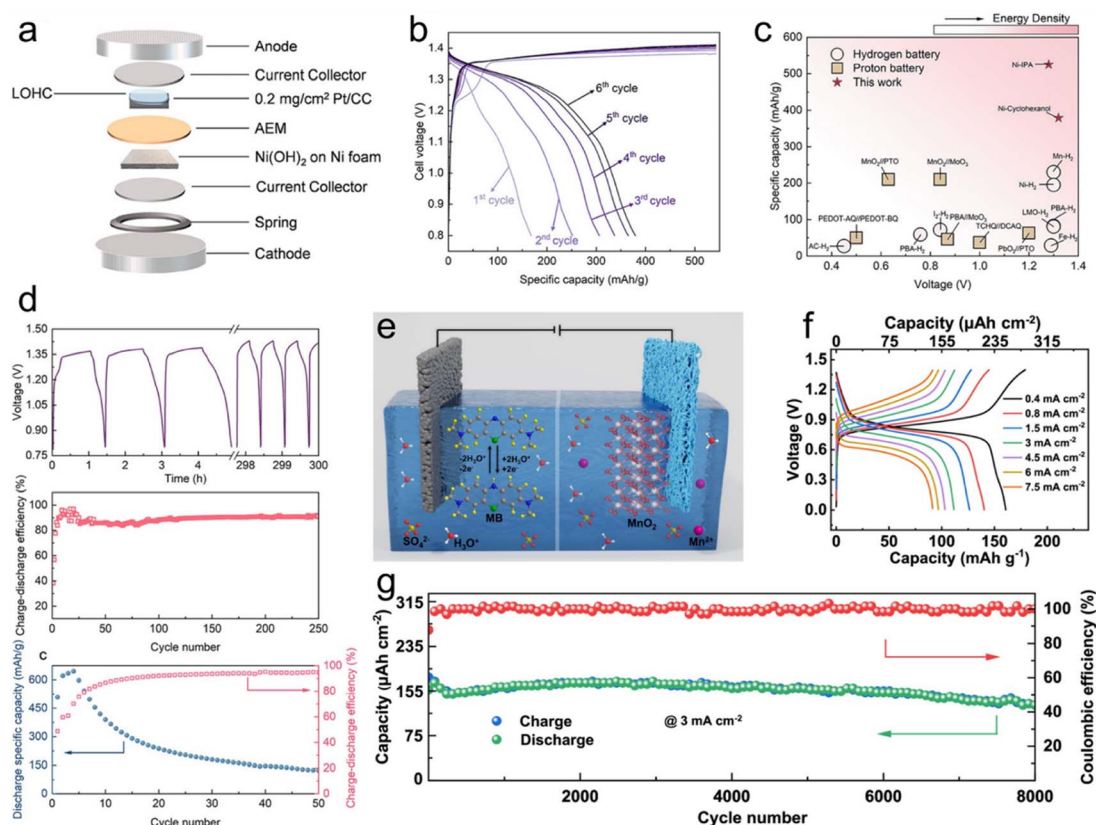 a
Anode
Current Collector
LOHC
0.2 mg/cm² Pt/CC
AEM
Ni(OH)₂ on Ni foam
Current Collector
Spring
Cathode
b
Cell voltage (V)
1.4
1.3
1.2
1.1
1.0
0.9
0.8
0.7
6th cycle
5th cycle
4th cycle
3rd cycle
1st cycle
2nd cycle
0 100 200 300 400 500
Specific capacity (mAh/g)
c
Energy Density
Specific capacity (mAh/g)
600
500
400
300
200
100
0
Hydrogen battery
Proton battery
This work
Ni-IPA
Ni-Cyclohexanol
MnO₂//PTO
MnO₂//MoO₃
Mn-H₂
Ni-H₂
PEDOT-AQ//PEDOT-BQ
I₂-H₂
PBA//MoO₃
LMO-H₂
PBA-H₂
TCHQ//DCAQ
AC-H₂
PBA-H₂
PbO₂//PTO
Fe-H₂
0.4 0.6 0.8 1.0 1.2 1.4
Voltage (V)
d
Voltage (V)
1.50
1.35
1.20
1.05
0.90
0.75
0 1 2 3 4 298 299 300
Time (h)
Charge-discharge efficiency (%)
100
80
60
40
20
0 50 100 150 200 250
Cycle number
c
Discharge specific capacity (mAh/g)
600
450
300
150
0
100
80
60
40
20
0
Charge-discharge efficiency (%)
0 10 20 30 40 50
Cycle number
e
-2H₃O⁺
-2e⁻
+2H₃O⁺
+2e⁻
MB
SO₄²⁻
H₃O⁺
MnO₂
Mn²⁺
f
Capacity (μAh cm⁻²)
0 75 155 235 315
Voltage (V)
1.5
1.2
0.9
0.6
0.3
0.0
0.4 mA cm⁻²
0.8 mA cm⁻²
1.5 mA cm⁻²
3 mA cm⁻²
4.5 mA cm⁻²
6 mA cm⁻²
7.5 mA cm⁻²
0 50 100 150 200
Capacity (mAh g⁻¹)
g
Capacity (μAh cm⁻²)
315
235
155
75
0
Charge
Discharge
@ 3 mA cm⁻²
100
80
60
40
20
Coulombic efficiency (%)
2000 4000 6000 8000
Cycle number